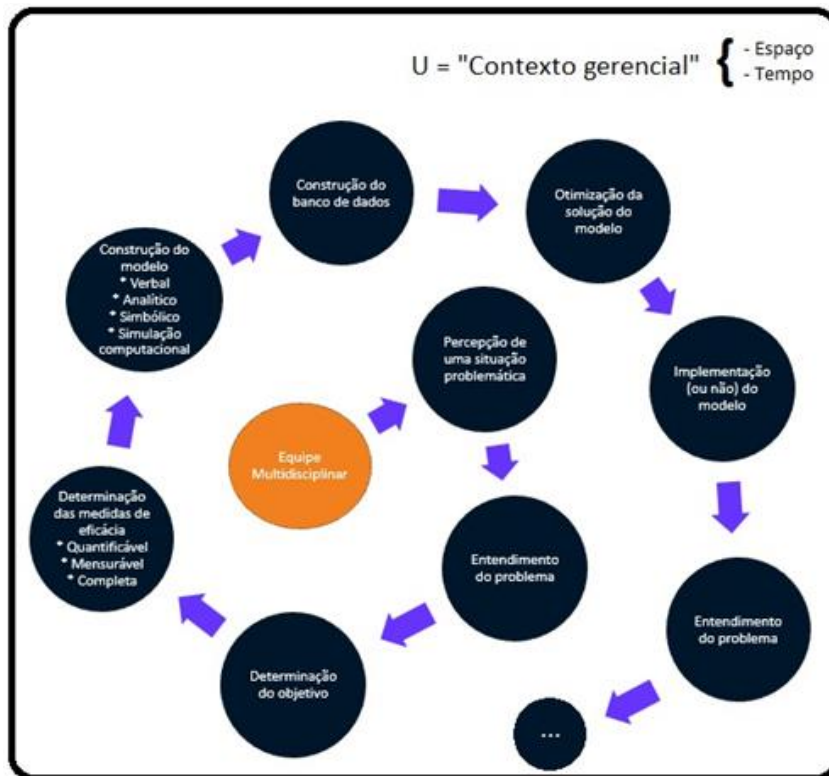 U = "Contexto gerencial" { - Espaço
- Tempo
Equipe
Multidisciplinar
Percepção de
uma situação
problemática
Entendimento
do problema
Determinação
do objetivo
Determinação
das medidas de
eficácia
* Quantificável
* Mensurável
* Completa
Construção do
modelo
* Verbal
* Analítico
* Simbólico
* Simulação
computacional
Construção do
banco de dados
Otimização da
solução do
modelo
Implementação
(ou não) do
modelo
Entendimento
do problema
...